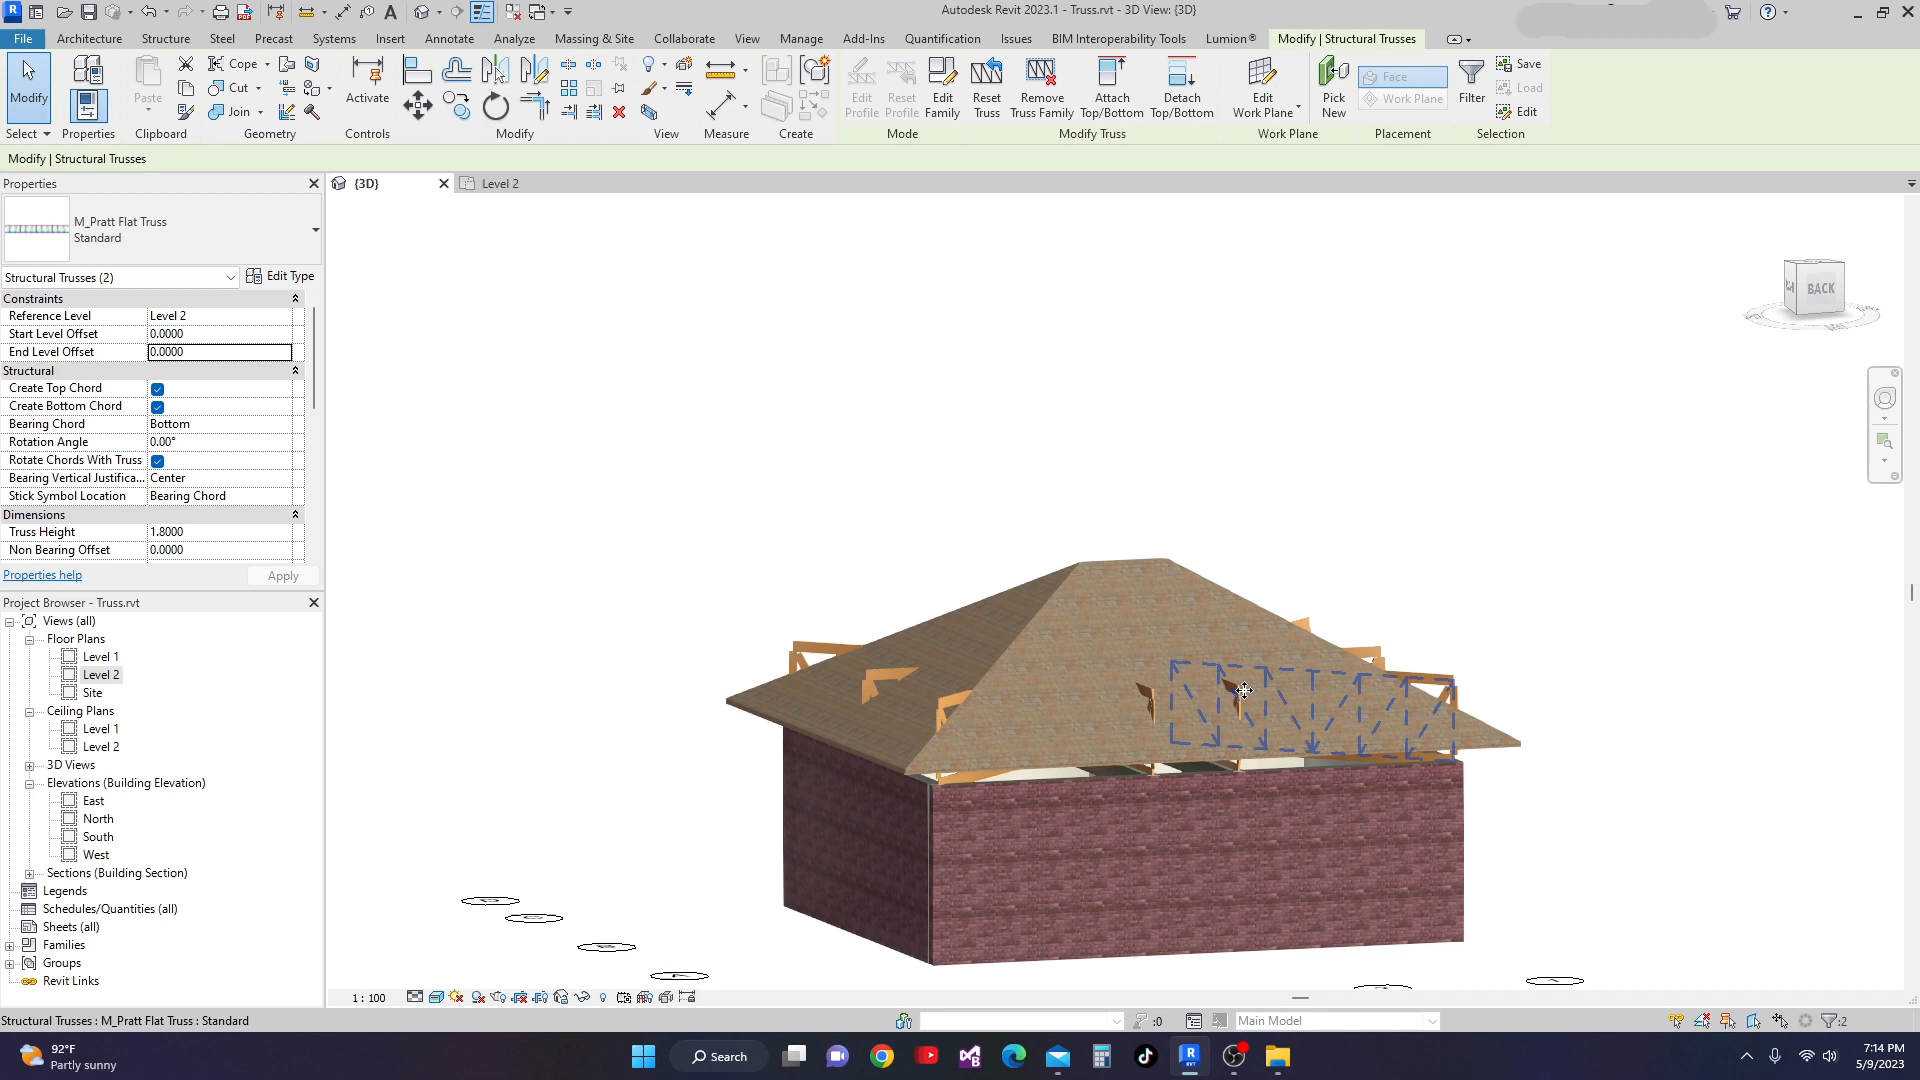 Autodesk Revit 2023.1 - Truss.rvt - 3D View: {3D}
File Architecture Structure Steel Precast Systems Insert Annotate Analyze Massing & Site Collaborate View Manage Add-Ins Quantification Issues BIM Interoperability Tools Lumion® Modify | Structural Trusses
Modify
Paste
Cope
Cut
Join
Activate
Edit Profile
Reset Profile
Edit Family
Reset Truss
Remove Truss Family
Attach Top/Bottom
Detach Top/Bottom
Edit Work Plane
Pick New
Face
Work Plane
Filter
Save
Load
Edit
Select Properties Clipboard Geometry Controls Modify View Measure Create Mode Modify Truss Work Plane Placement Selection
Modify | Structural Trusses
Properties
{3D}
Level 2
M_Pratt Flat Truss
Standard
Structural Trusses (2)
Edit Type
Constraints
Reference Level Level 2
Start Level Offset 0.0000
End Level Offset 0.0000
Structural
Create Top Chord
Create Bottom Chord
Bearing Chord Bottom
Rotation Angle 0.00°
Rotate Chords With Truss
Bearing Vertical Justifica... Center
Stick Symbol Location Bearing Chord
Dimensions
Truss Height 1.8000
Non Bearing Offset 0.0000
Properties help
Apply
BACK
Project Browser - Truss.rvt
Views (all)
Floor Plans
Level 1
Level 2
Site
Ceiling Plans
Level 1
Level 2
3D Views
Elevations (Building Elevation)
East
North
South
West
Sections (Building Section)
Legends
Schedules/Quantities (all)
Sheets (all)
Families
Groups
Revit Links
1 : 100
Structural Trusses : M_Pratt Flat Truss : Standard
:0
Main Model
:2
92°F
Partly sunny
Search
7:14 PM
5/9/2023